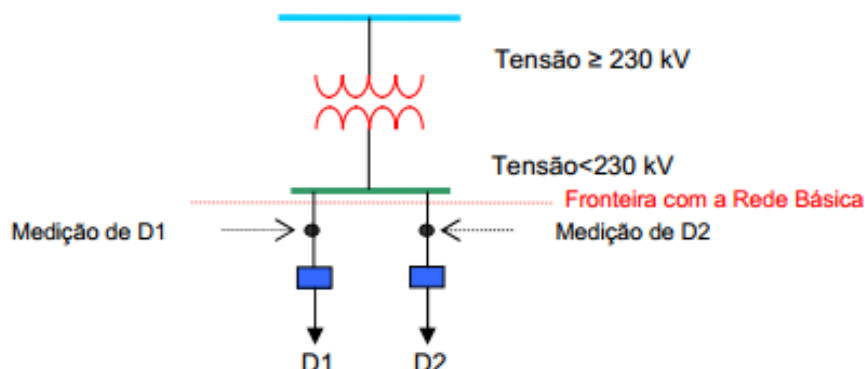 Tensão ≥ 230 kV
Tensão<230 kV
Fronteira com a Rede Básica
Medição de D1
Medição de D2
D1
D2